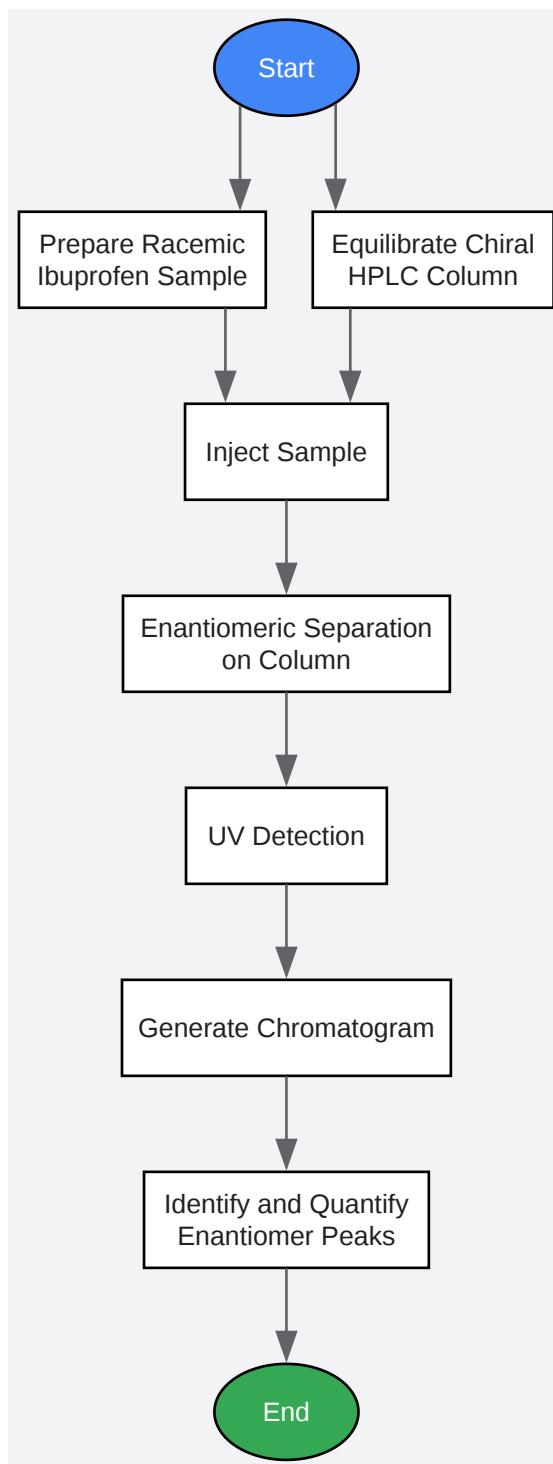 Start
Prepare Racemic
Ibuprofen Sample
Equilibrate Chiral
HPLC Column
Inject Sample
Enantiomeric Separation
on Column
UV Detection
Generate Chromatogram
Identify and Quantify
Enantiomer Peaks
End